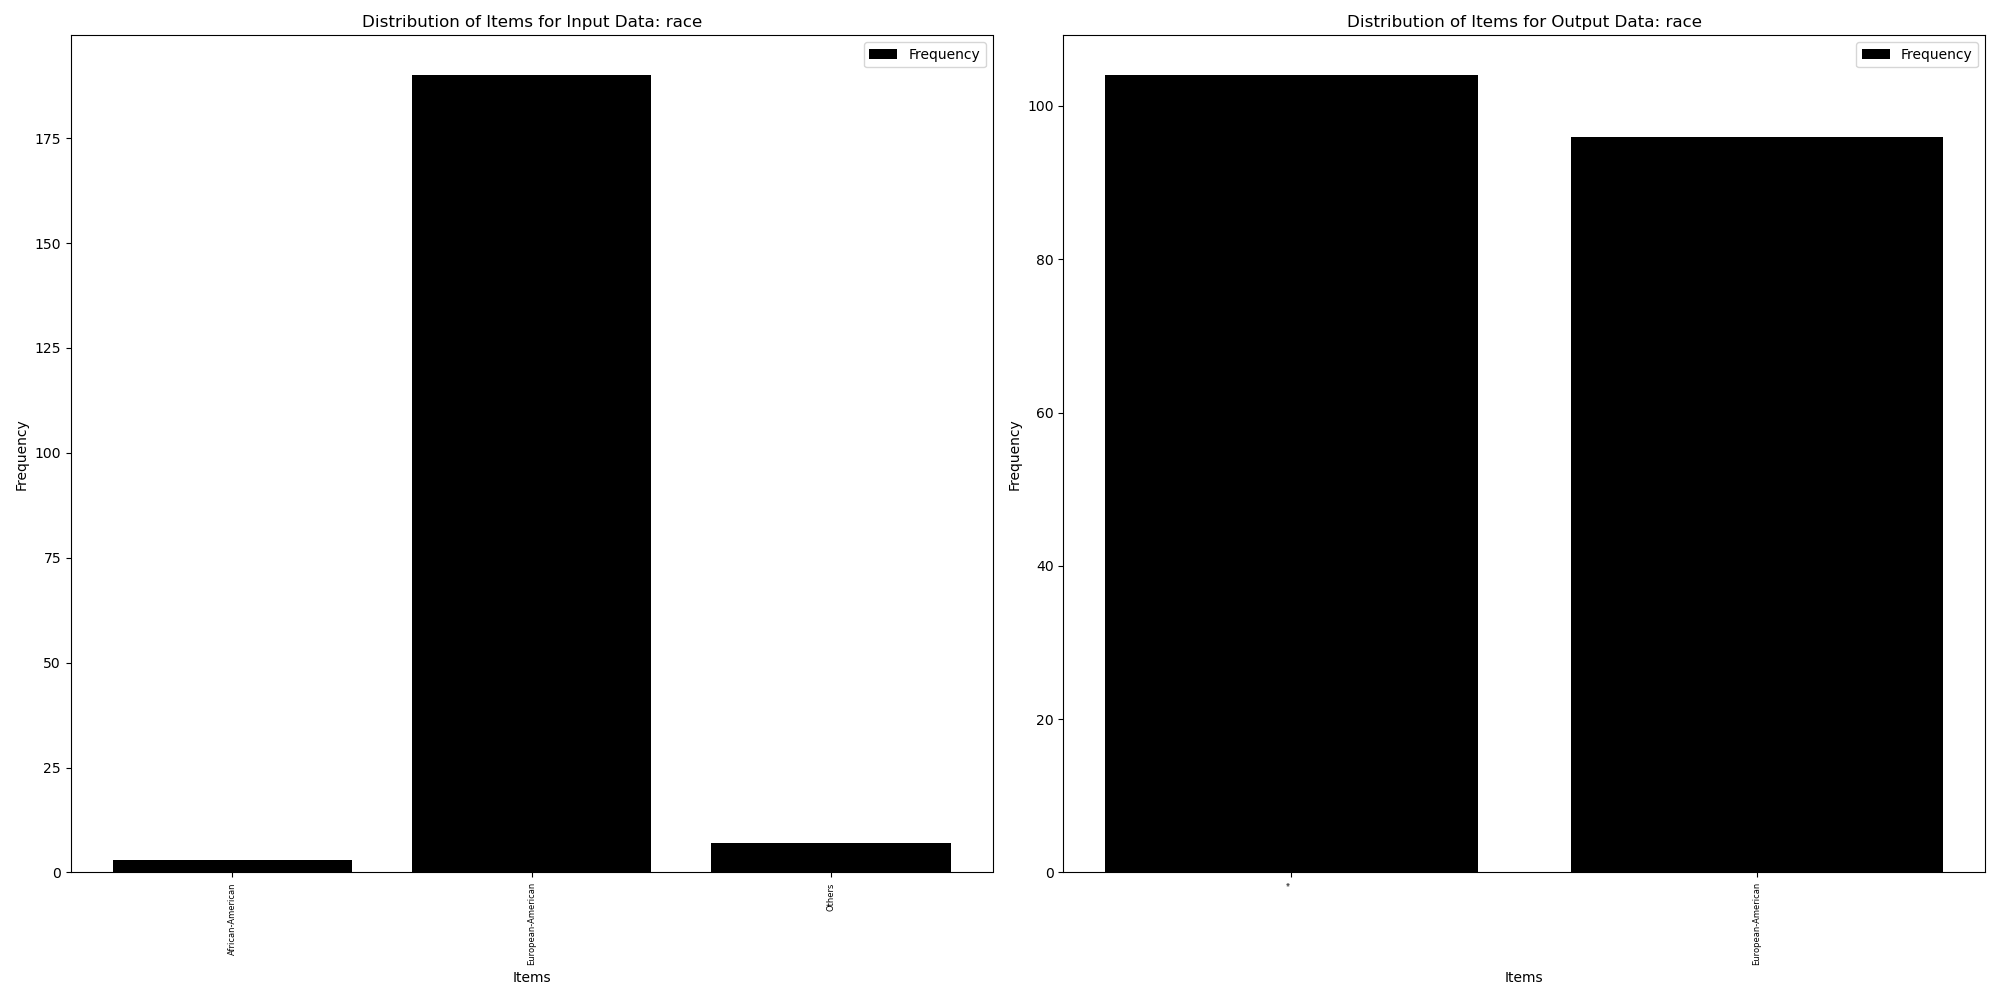 Distribution of Items for Input Data: race
Frequency
175
150
125
100
75
50
25
0
Frequency
African-American
European-American
Others
Items
Distribution of Items for Output Data: race
Frequency
100
80
60
40
20
0
Frequency
*
European-American
Items